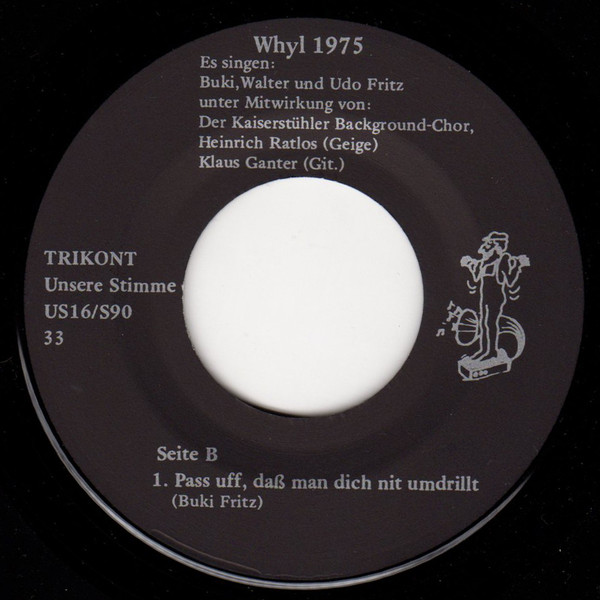 Whyl 1975
Es singen:
Buki,Walter und Udo Fritz
unter Mitwirkung von:
Der Kaiserstühler Background-Chor,
Heinrich Ratlos (Geige)
Klaus Ganter (Git.)
TRIKONT
Unsere Stimme
US16/S90
33
Seite B
1. Pass uff, daß man dich nit umdrillt
(Buki Fritz)